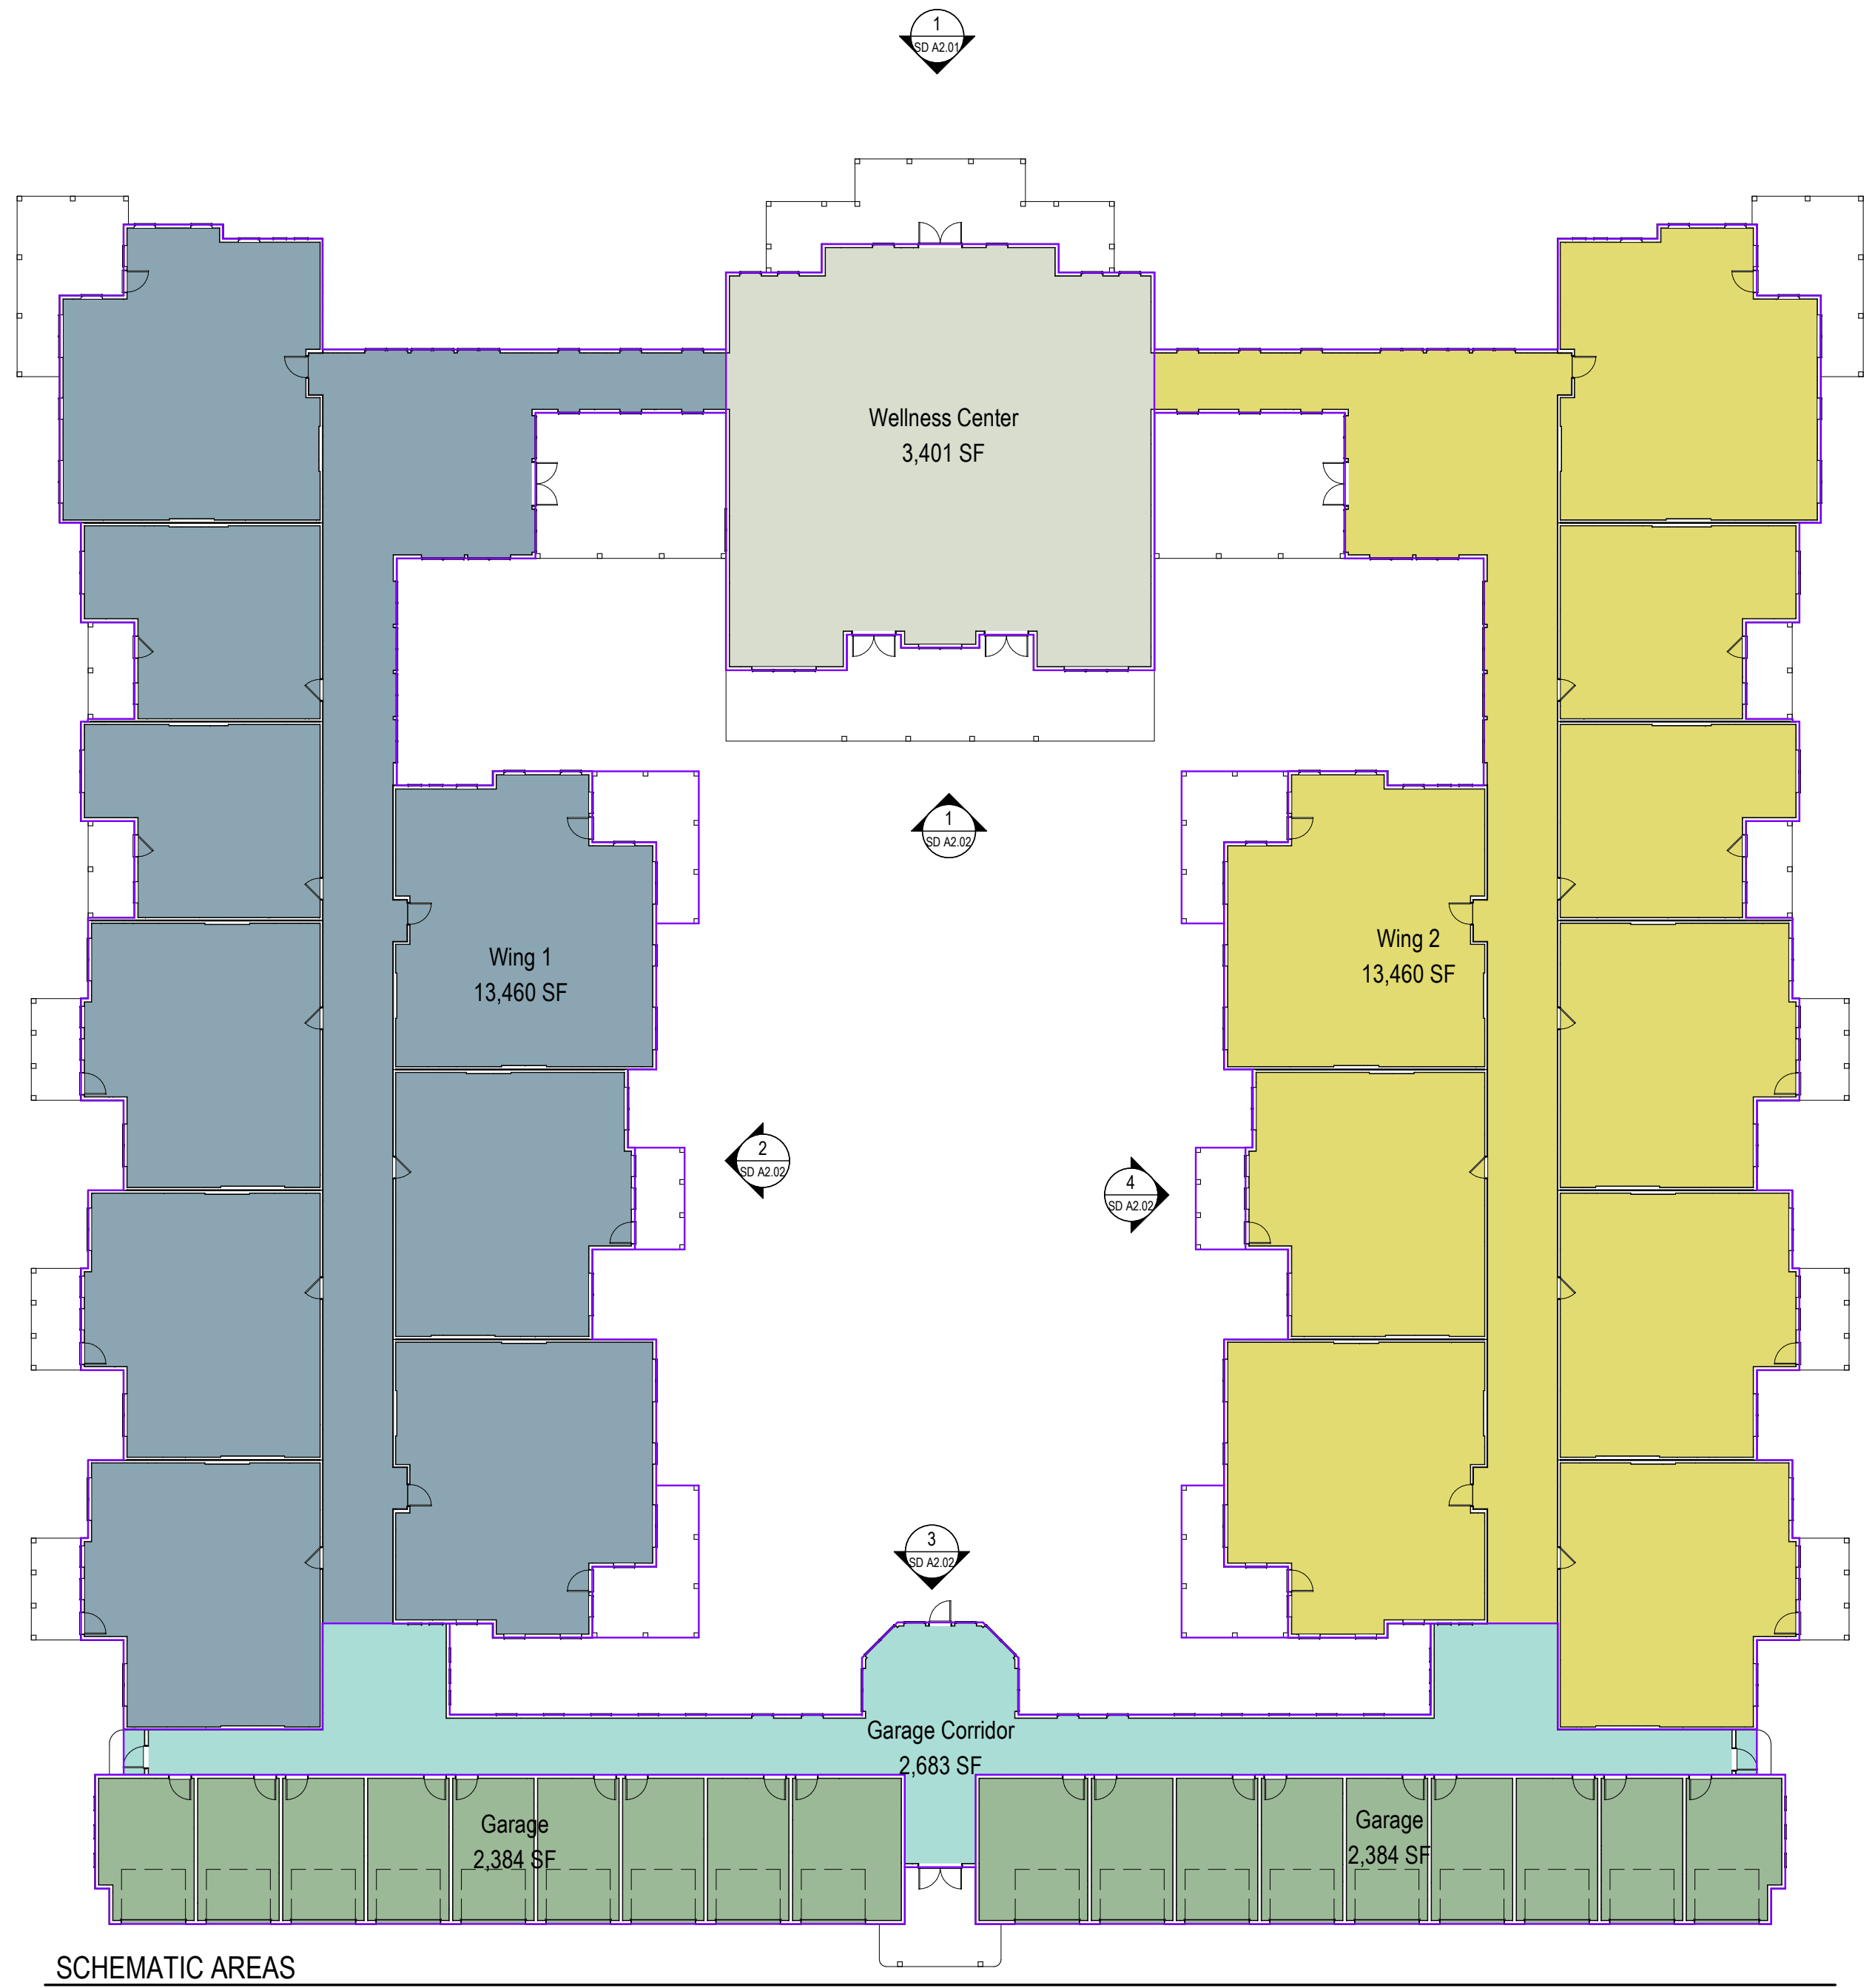 1
SD A2.01
Wellness Center
3,401 SF
1
SD A2.02
Wing 1
13,460 SF
Wing 2
13,460 SF
2
SD A2.02
4
SD A2.02
3
SD A2.02
Garage Corridor
2,683 SF
Garage
2,384 SF
Garage
2,384 SF
SCHEMATIC AREAS